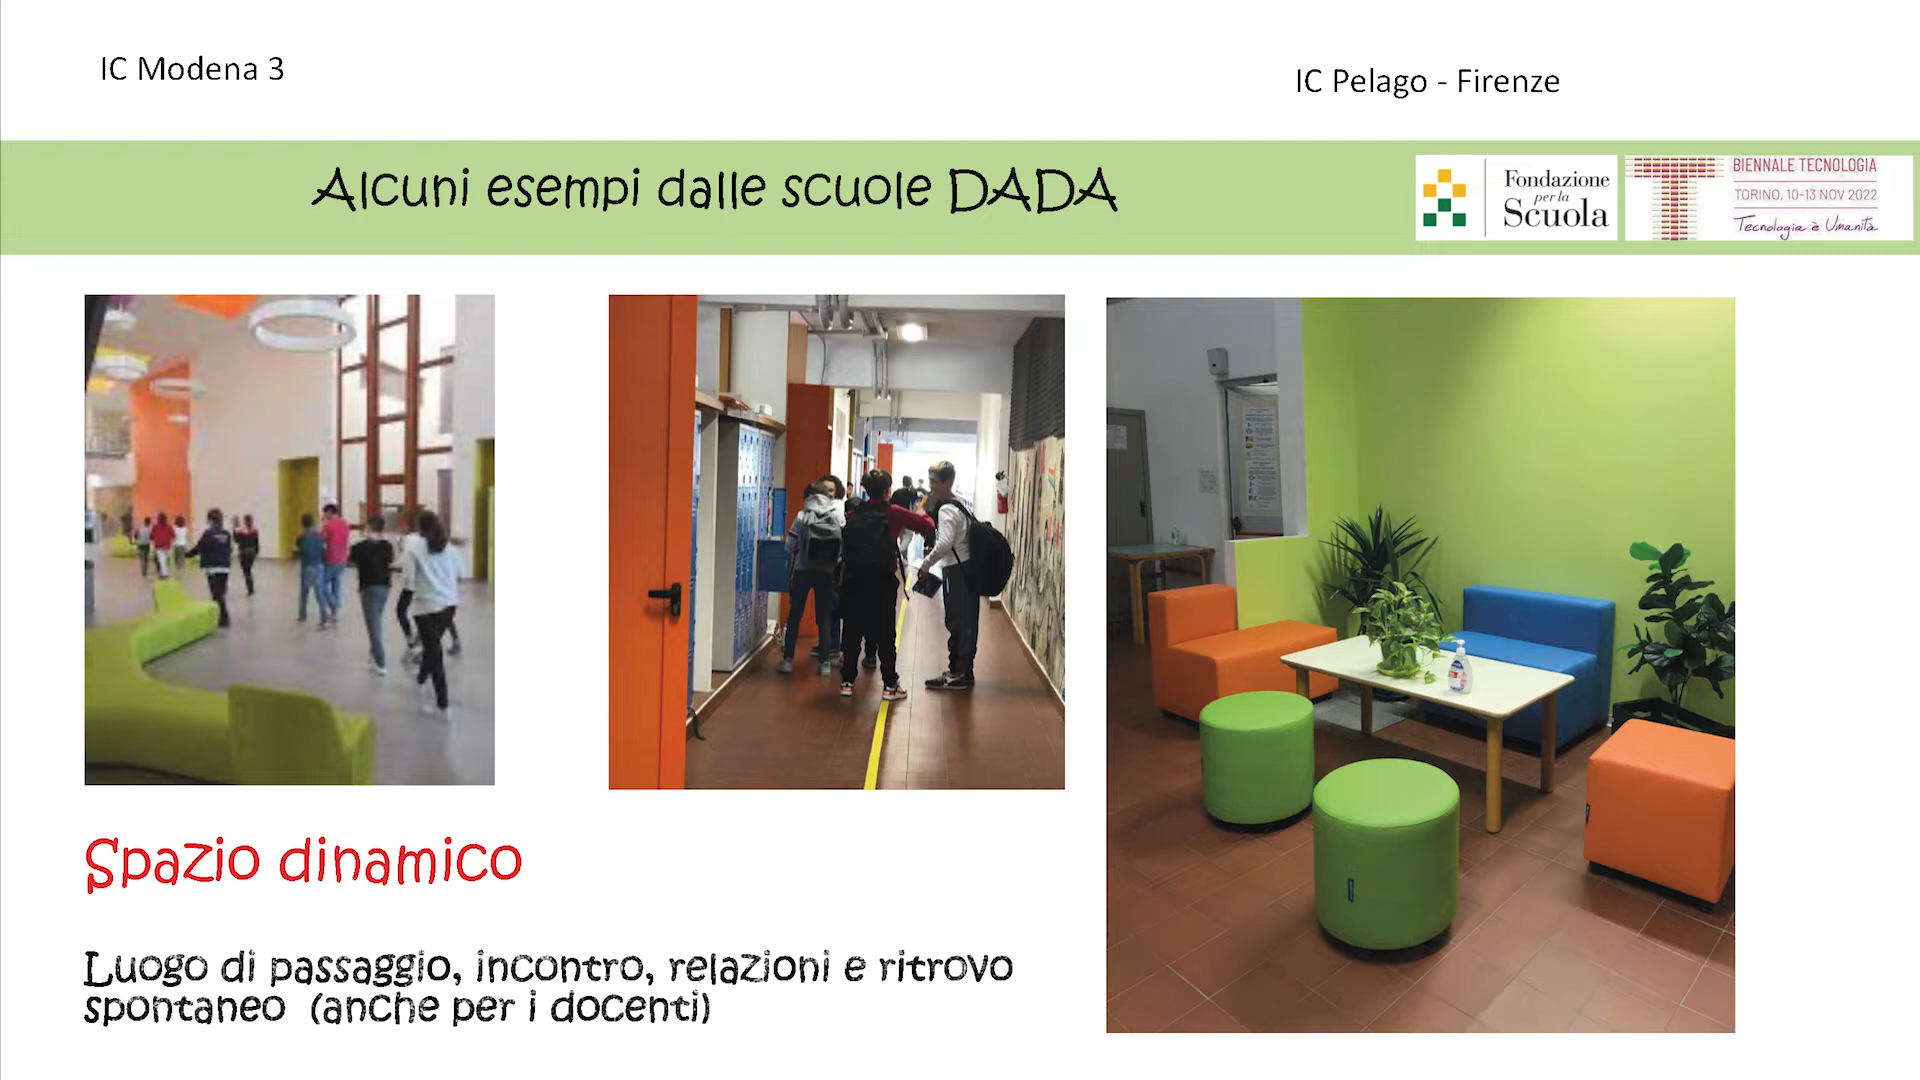 IC Modena 3
IC Pelago - Firenze
Alcuni esempi dalle scuole DADA
Fondazione
per la
Scuola
BIENNALE TECNOLOGIA
TORINO, 10-13 NOV 2022
Tecnologia è Umanità
Spazio dinamico
Luogo di passaggio, incontro, relazioni e ritrovo
spontaneo (anche per i docenti)